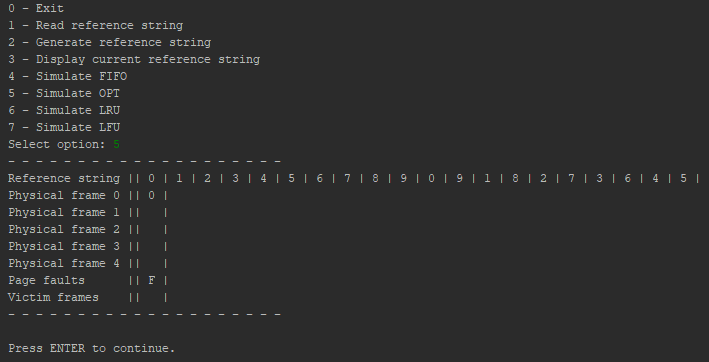 0 - Exit
1 - Read reference string
2 - Generate reference string
3 - Display current reference string
4 - Simulate FIFO
5 - Simulate OPT
6 - Simulate LRU
7 - Simulate LFU
Select option: 5
- - - - - - - - - - - - - - - - - - - - -
Reference string || 0 | 1 | 2 | 3 | 4 | 5 | 6 | 7 | 8 | 9 | 0 | 9 | 1 | 8 | 2 | 7 | 3 | 6 | 4 | 5 |
Physical frame 0 || 0 |
Physical frame 1 ||   |
Physical frame 2 ||   |
Physical frame 3 ||   |
Physical frame 4 ||   |
Page faults      || F |
Victim frames    ||   |
- - - - - - - - - - - - - - - - - - - - -
Press ENTER to continue.